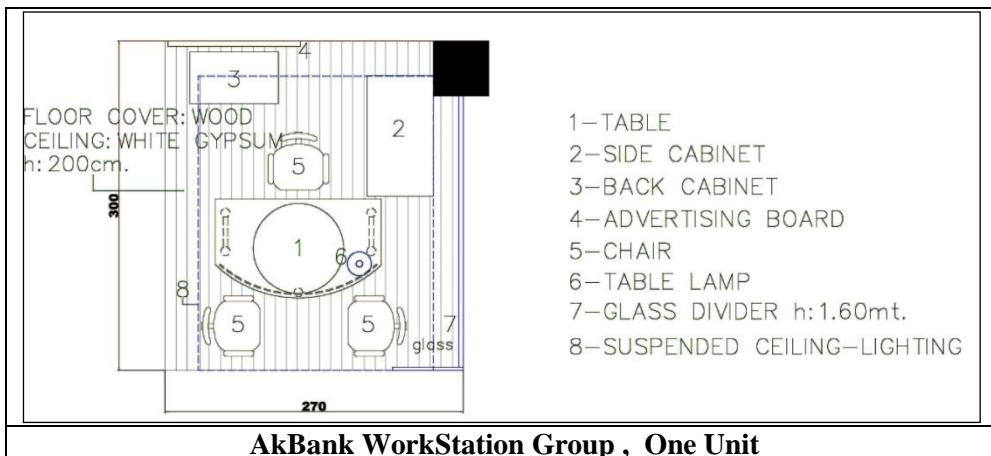 4
3
FLOOR COVER: WOOD
CEILING: WHITE GYPSUM
h: 200cm.
2
5
300
1
6
8
5
5
7
glass
270
1-TABLE
2-SIDE CABINET
3-BACK CABINET
4-ADVERTISING BOARD
5-CHAIR
6-TABLE LAMP
7-GLASS DIVIDER h:1.60mt.
8-SUSPENDED CEILING-LIGHTING
AkBank WorkStation Group , One Unit